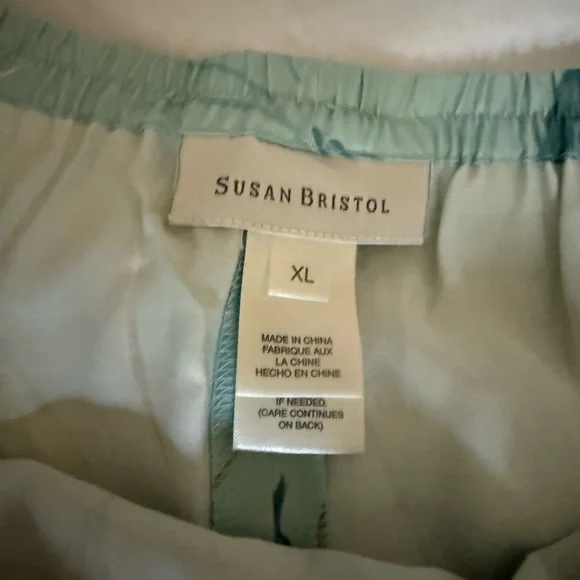 SUSAN BRISTOL
XL
MADE IN CHINA
FABRIQUE AUX
LA CHINE
HECHO EN CHINE
IF NEEDED,
(CARE CONTINUES
ON BACK)